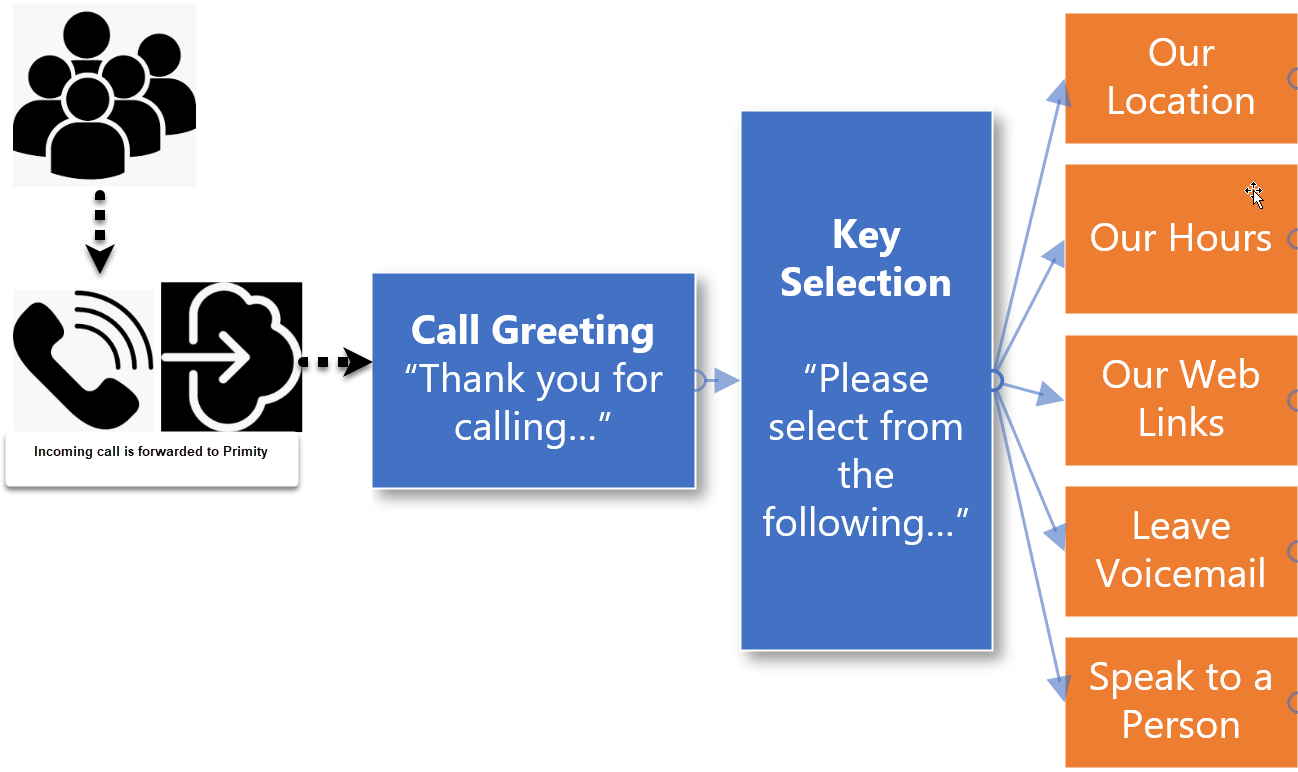 Incoming call is forwarded to Primity
Call Greeting
“Thank you for
calling...”
Key
Selection
“Please
select from
the
following...”
Our
Location
Our Hours
Our Web
Links
Leave
Voicemail
Speak to a
Person